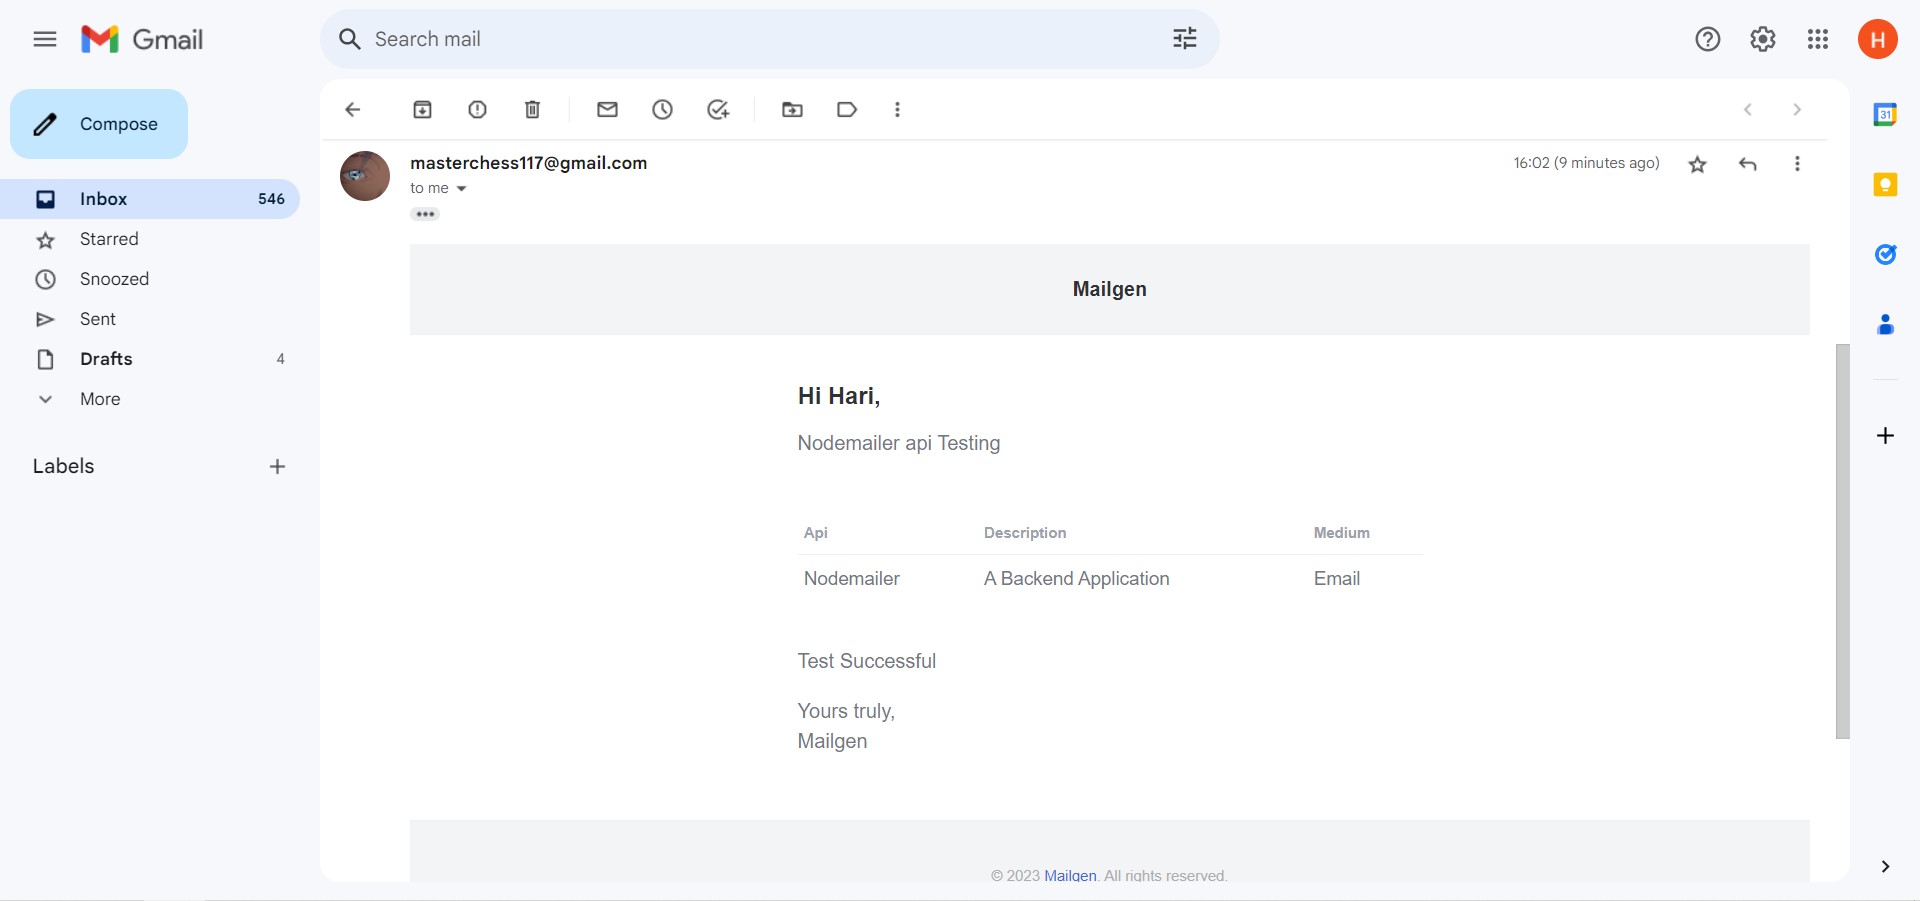 Gmail
Search mail
H
Compose
31
Inbox 546
Starred
Snoozed
Sent
Drafts 4
More
Labels
masterchess117@gmail.com
16:02 (9 minutes ago)
to me
Mailgen
Hi Hari,
Nodemailer api Testing
Api Description Medium
Nodemailer A Backend Application Email
Test Successful
Yours truly,
Mailgen
© 2023 Mailgen. All rights reserved.